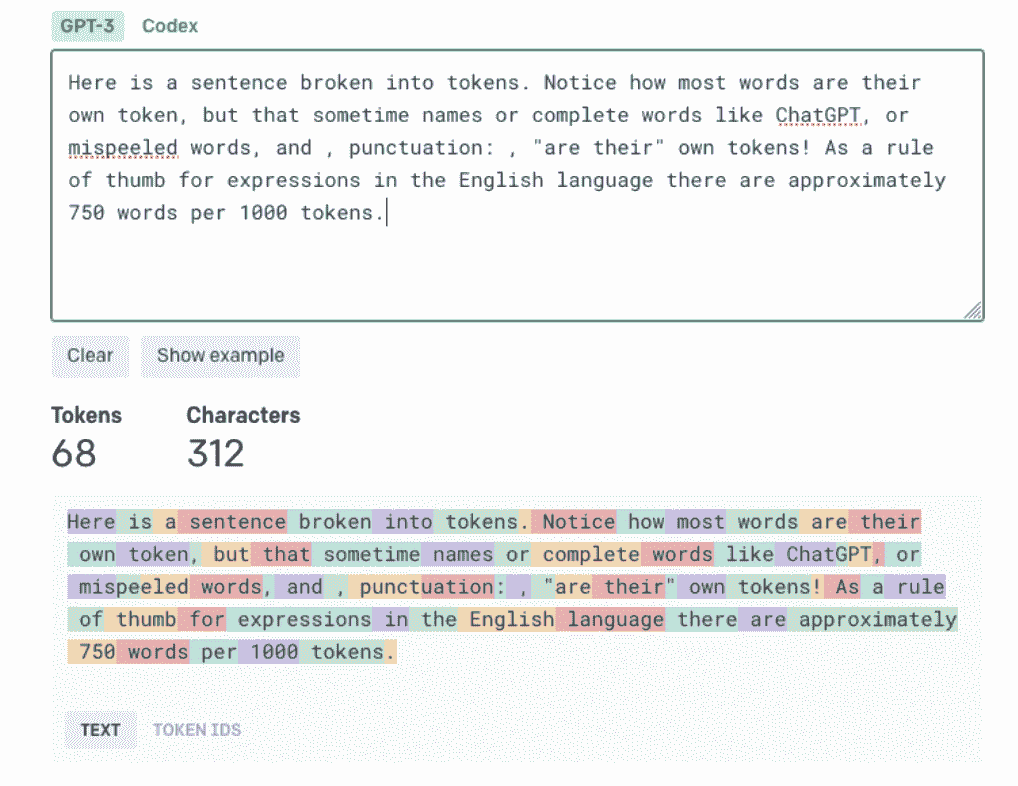 GPT-3 Codex
Here is a sentence broken into tokens. Notice how most words are their
own token, but that sometime names or complete words like ChatGPT, or
mispeeled words, and , punctuation: , "are their" own tokens! As a rule
of thumb for expressions in the English language there are approximately
750 words per 1000 tokens.
Clear Show example
Tokens Characters
68 312
Here is a sentence broken into tokens. Notice how most words are their
own token, but that sometime names or complete words like ChatGPT, or
mispeeled words, and , punctuation: , "are their" own tokens! As a rule
of thumb for expressions in the English language there are approximately
750 words per 1000 tokens.
TEXT TOKEN IDS